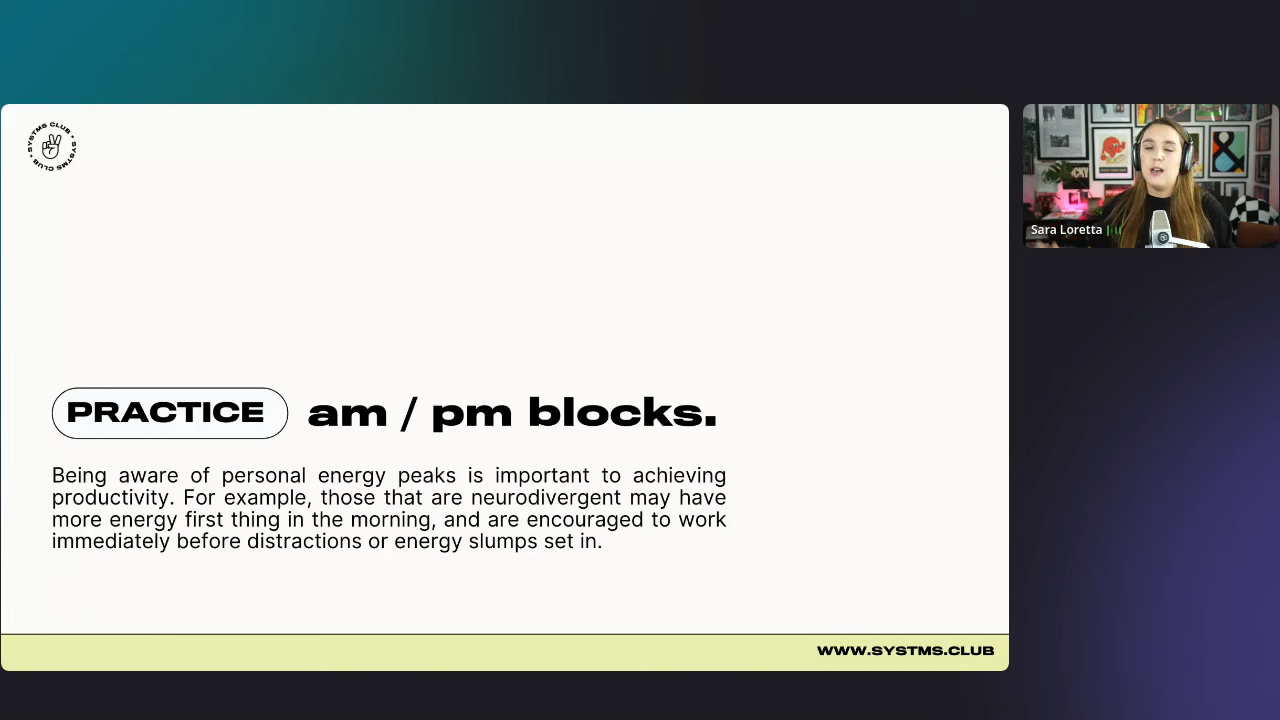 SYSTMS CLUB • SYSTMS CLUB •
PRACTICE am / pm blocks.
Being aware of personal energy peaks is important to achieving
productivity. For example, those that are neurodivergent may have
more energy first thing in the morning, and are encouraged to work
immediately before distractions or energy slumps set in.
WWW.SYSTMS.CLUB
Sara Loretta